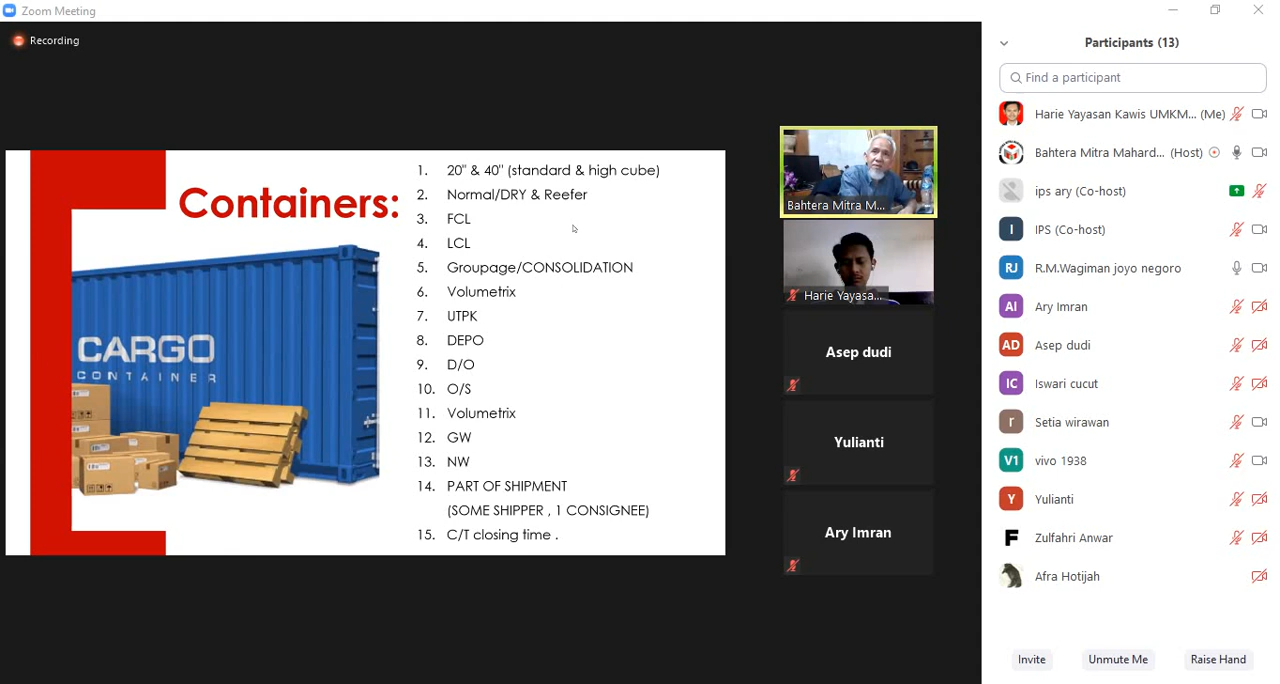 Zoom Meeting
Recording
Containers:
CARGO
CONTAINER
1. 20" & 40" (standard & high cube)
2. Normal/DRY & Reefer
3. FCL
4. LCL
5. Groupage/CONSOLIDATION
6. Volumetrix
7. UTPK
8. DEPO
9. D/O
10. O/S
11. Volumetrix
12. GW
13. NW
14. PART OF SHIPMENT
(SOME SHIPPER , 1 CONSIGNEE)
15. C/T closing time .
Bahtera Mitra M...
Harie Yayasa...
Asep dudi
Yulianti
Ary Imran
Participants (13)
Find a participant
Harie Yayasan Kawis UMKM... (Me)
Bahtera Mitra Mahard... (Host)
ips ary (Co-host)
I IPS (Co-host)
RJ R.M.Wagiman joyo negoro
AI Ary Imran
AD Asep dudi
IC Iswari cucut
r Setia wirawan
V1 vivo 1938
Y Yulianti
F Zulfahri Anwar
Afra Hotijah
Invite Unmute Me Raise Hand